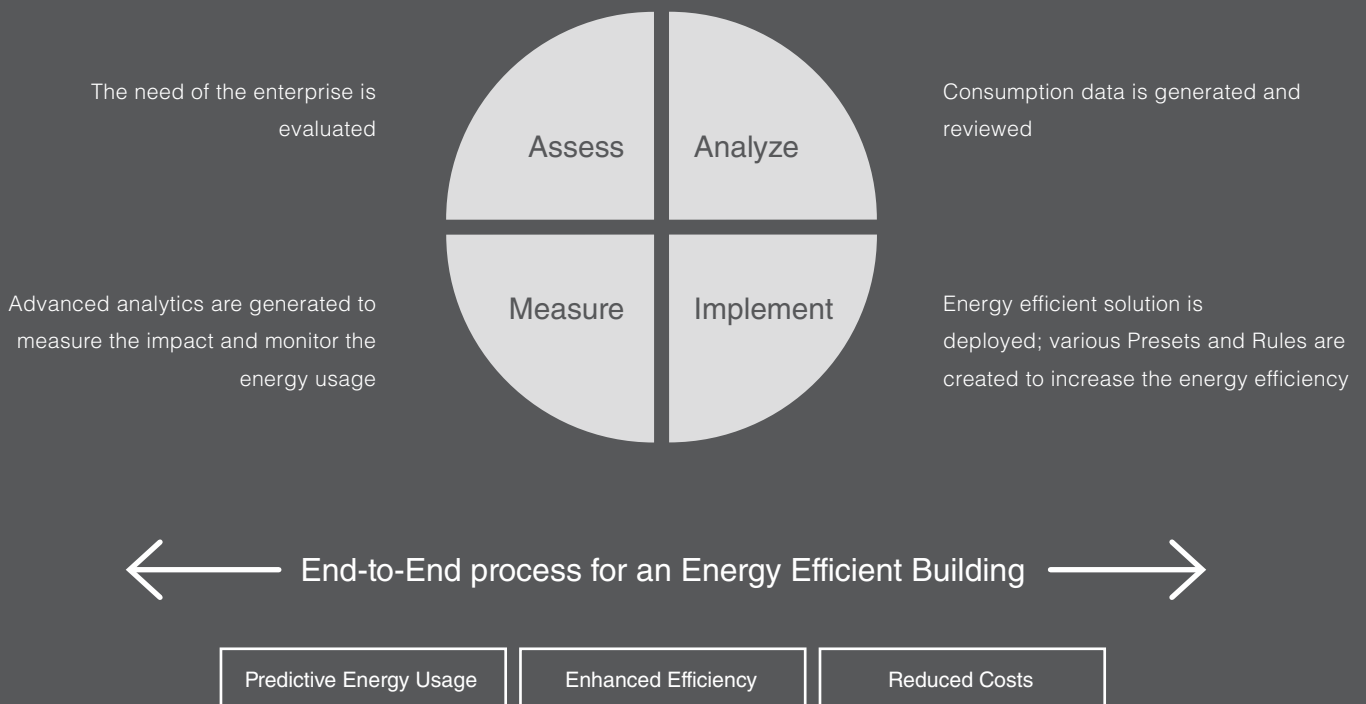 The need of the enterprise is
evaluated
Assess
Analyze
Consumption data is generated and
reviewed
Advanced analytics are generated to
measure the impact and monitor the
energy usage
Measure
Implement
Energy efficient solution is
deployed; various Presets and Rules are
created to increase the energy efficiency
End-to-End process for an Energy Efficient Building
Predictive Energy Usage
Enhanced Efficiency
Reduced Costs